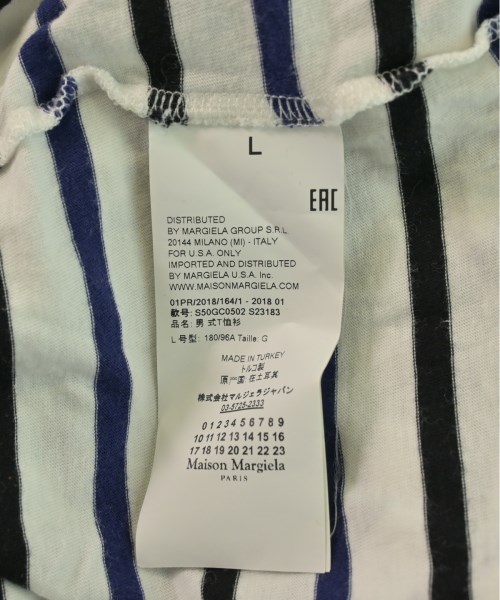 L
EAC
DISTRIBUTED
BY MARGIELA GROUP S.R.L
20144 MILANO (MI) - ITALY
FOR U.S.A. ONLY
IMPORTED AND DISTRIBUTED
BY MARGIELA U.S.A. Inc.
WWW.MAISONMARGIELA.COM
01PR/2018/164/1 - 2018 01
款号: S50GC0502 S23183
品名: 男 式T恤衫
L 号型: 180/96A Taille: G
MADE IN TURKEY
トルコ製
原产国 在土耳其
株式会社マルジェラジャパン
03-5725-2333
0 1 2 3 4 5 6 7 8 9
10 11 12 13 14 15 16
17 18 19 20 21 22 23
Maison Margiela
PARIS